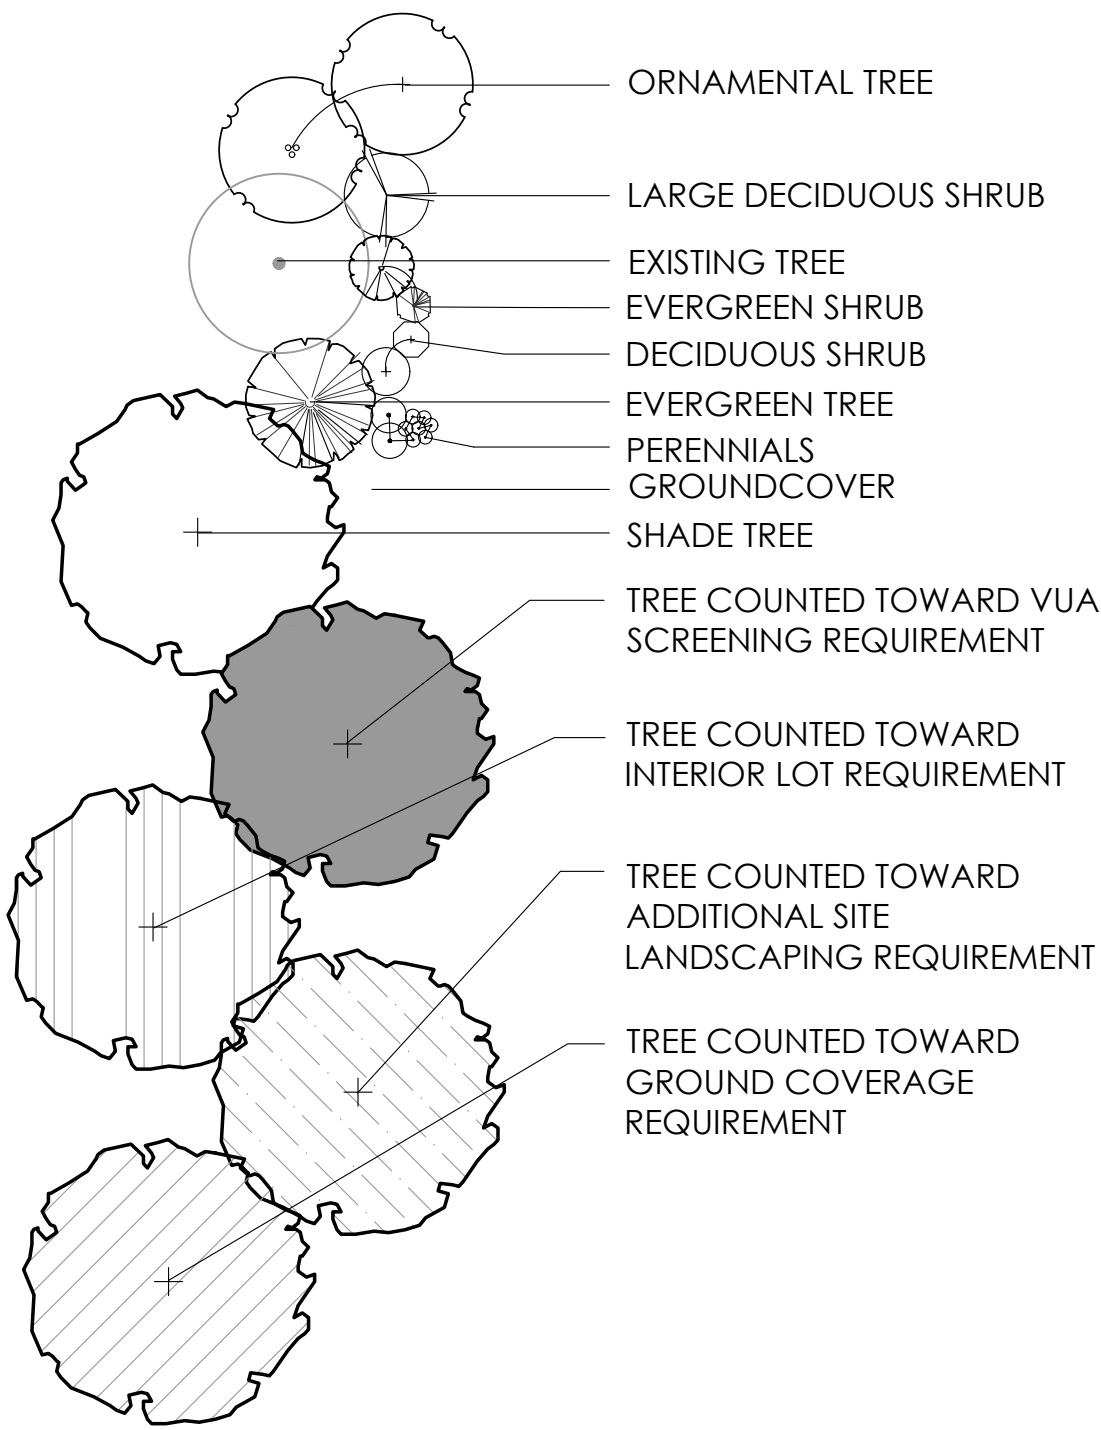 ORNAMENTAL TREE
LARGE DECIDUOUS SHRUB
EXISTING TREE
EVERGREEN SHRUB
DECIDUOUS SHRUB
EVERGREEN TREE
PERENNIALS
GROUNDCOVER
SHADE TREE
TREE COUNTED TOWARD VUA
SCREENING REQUIREMENT
TREE COUNTED TOWARD
INTERIOR LOT REQUIREMENT
TREE COUNTED TOWARD
ADDITIONAL SITE
LANDSCAPING REQUIREMENT
TREE COUNTED TOWARD
GROUND COVERAGE
REQUIREMENT